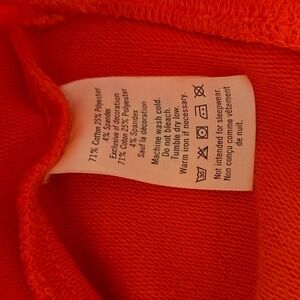 71% Cotton 25% Polyester
4% Spandex
Exclusive of decoration
71% Coton 25% Polyester
4% Spandex
Sauf la décoration
Machine wash cold.
Do not bleach.
Tumble dry low.
Warm iron if necessary.
Not intended for sleepwear.
Non conçu comme vêtement
de nuit.